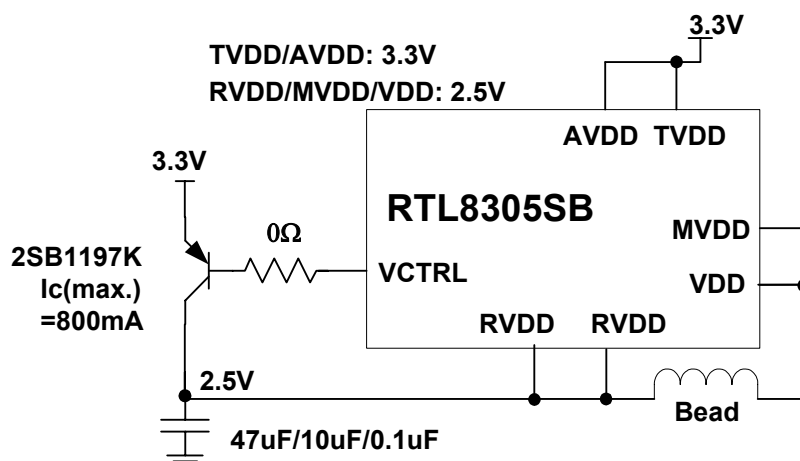 3.3V
TVDD/AVDD: 3.3V
RVDD/MVDD/VDD: 2.5V
AVDD TVDD
3.3V
RTL8305SB
0Ω
MVDD
2SB1197K
Ic(max.)
=800mA
VCTRL
VDD
RVDD RVDD
2.5V
Bead
47uF/10uF/0.1uF